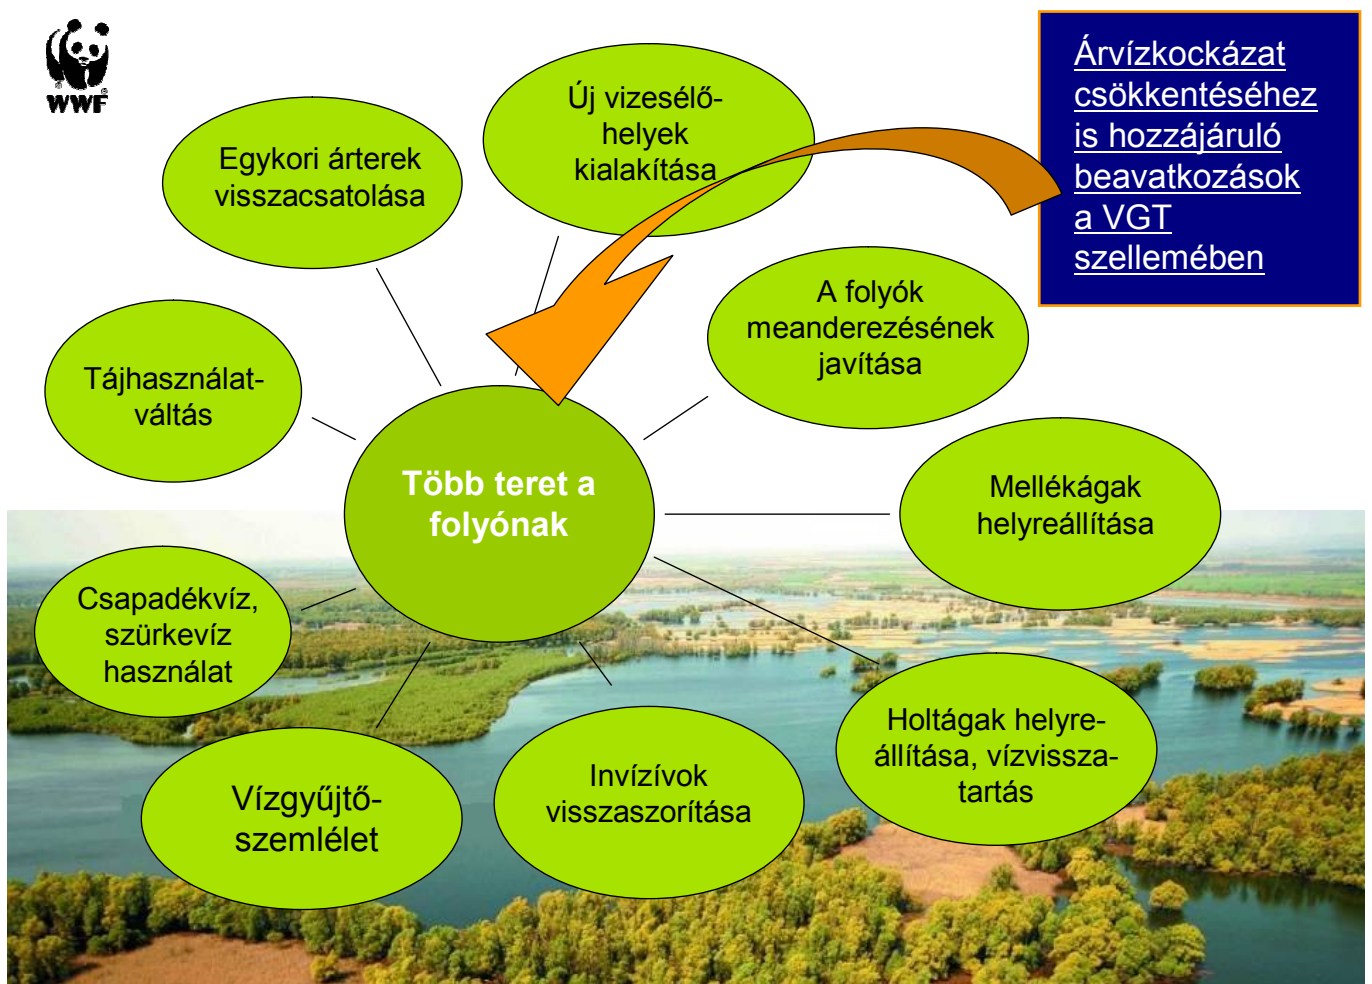 WWF
Árvízkockázat
csökkentéséhez
is hozzájáruló
beavatkozások
a VGT
szellemében
Új vizesélő-
helyek
kialakítása
Egykori árterek
visszacsatolása
A folyók
meanderezésének
javítása
Tájhasználat-
váltás
Több teret a
folyónak
Mellékágak
helyreállítása
Csapadékvíz,
szürkevíz
használat
Holtágak helyre-
állítása, vízvissza-
tartás
Invízívok
visszaszorítása
Vízgyűjtő-
szemlélet